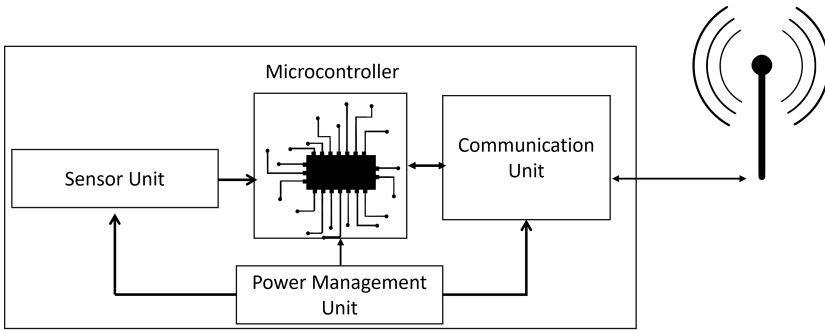 Microcontroller
Sensor Unit
Communication
Unit
Power Management
Unit